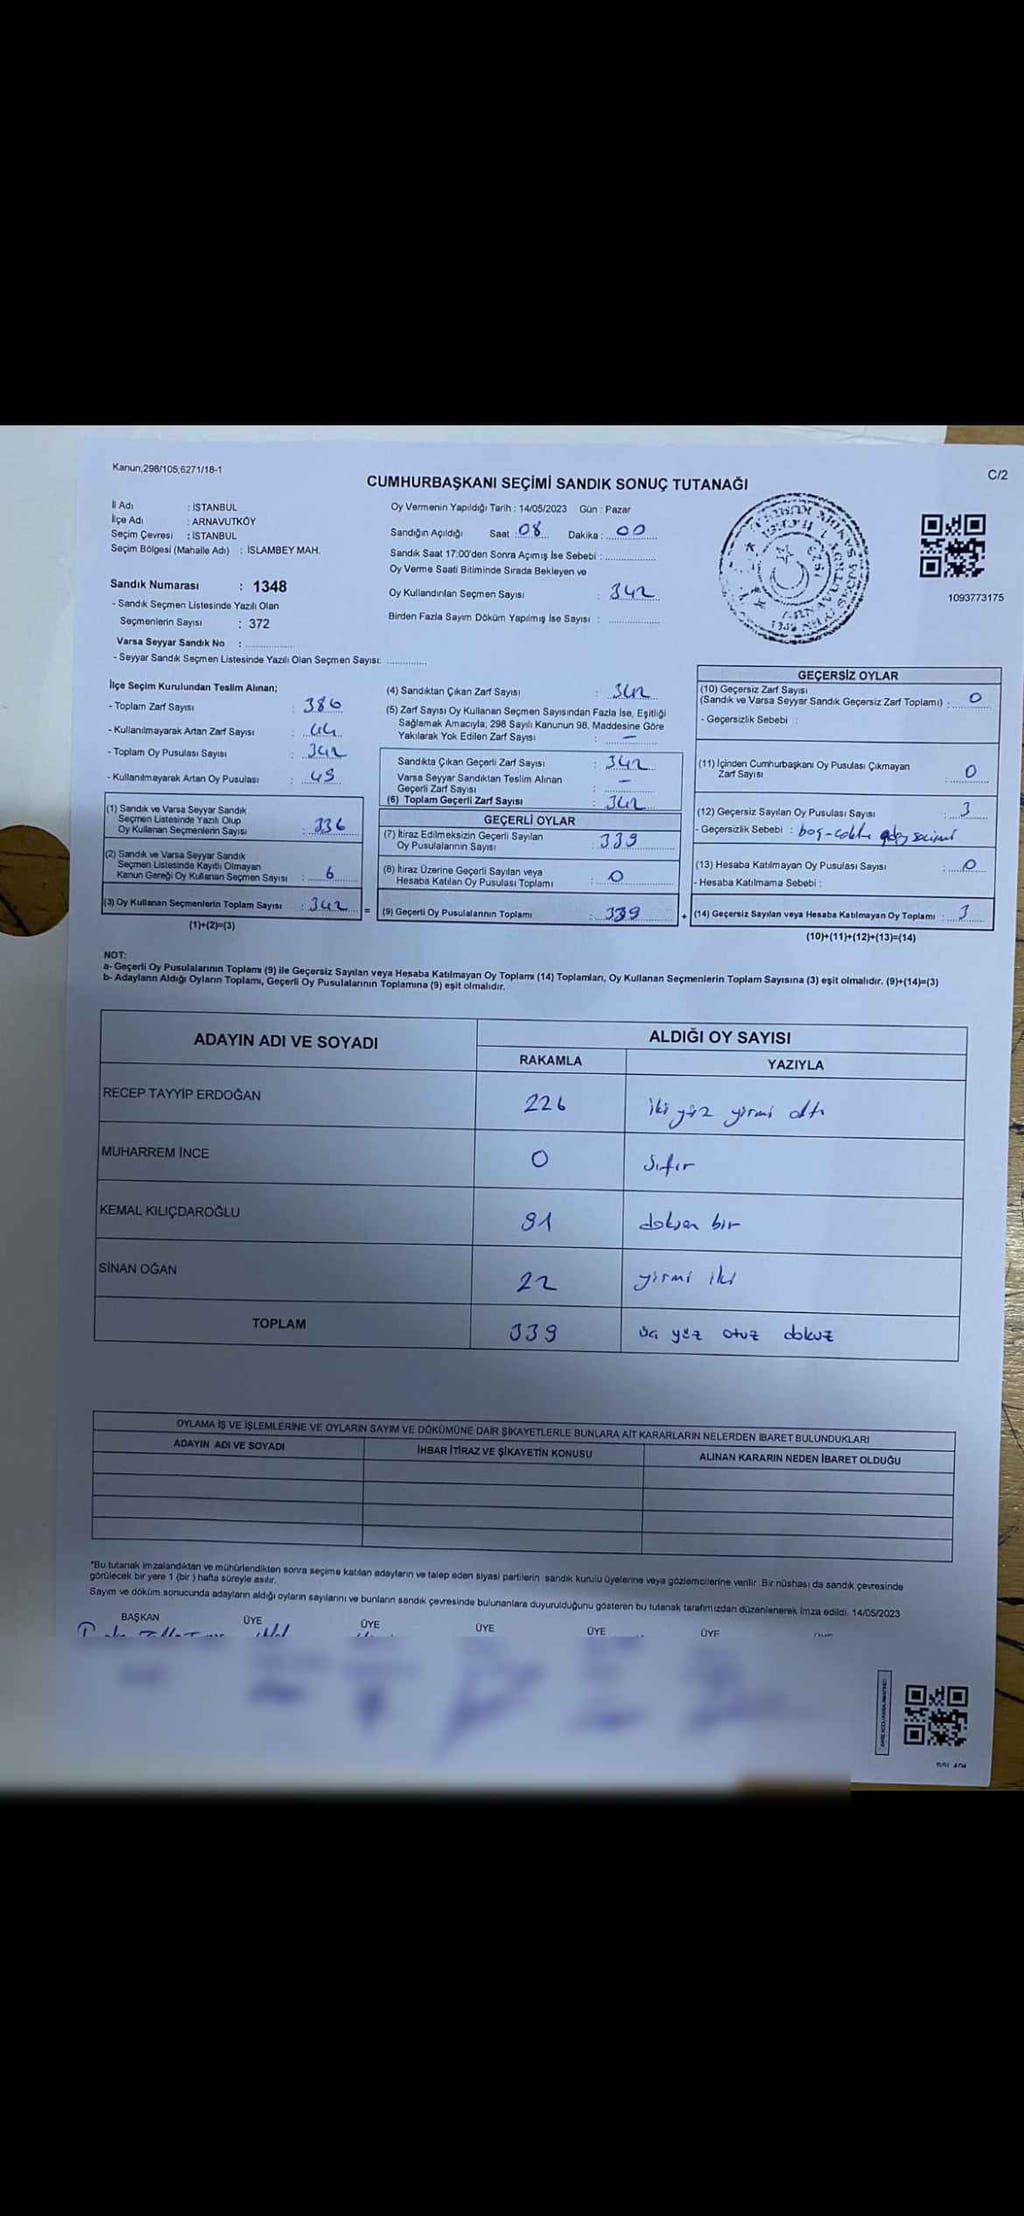 Kanun;298/105;6271/18-1
C/2
CUMHURBAŞKANI SEÇİMİ SANDIK SONUÇ TUTANAĞI
İl Adı : İSTANBUL
İlçe Adı : ARNAVUTKÖY
Seçim Çevresi : İSTANBUL
Seçim Bölgesi (Mahalle Adı) : İSLAMBEY MAH.
Sandık Numarası : 1348
- Sandık Seçmen Listesinde Yazılı Olan
Seçmenlerin Sayısı : 372
Varsa Seyyar Sandık No :
- Seyyar Sandık Seçmen Listesinde Yazılı Olan Seçmen Sayısı:
Oy Vermenin Yapıldığı Tarih : 14/05/2023 Gün : Pazar
Sandığın Açıldığı Saat : 08 Dakika : 00
Sandık Saat 17:00'den Sonra Açımış İse Sebebi :
Oy Verme Saati Bitiminde Sırada Bekleyen ve
Oy Kullandırılan Seçmen Sayısı : 342
Birden Fazla Sayım Döküm Yapılmış İse Sayısı :
1093773175
İlçe Seçim Kurulundan Teslim Alınan;
- Toplam Zarf Sayısı : 386
- Kullanılmayarak Artan Zarf Sayısı : 44
- Toplam Oy Pusulası Sayısı : 342
- Kullanılmayarak Artan Oy Pusulası : 45
(1) Sandık ve Varsa Seyyar Sandık
Seçmen Listesinde Yazılı Olup
Oy Kullanan Seçmenlerin Sayısı : 336
(2) Sandık ve Varsa Seyyar Sandık
Seçmen Listesinde Kayıtlı Olmayan
Kanun Gereği Oy Kullanan Seçmen Sayısı : 6
(3) Oy Kullanan Seçmenlerin Toplam Sayısı : 342
(1)+(2)=(3)
(4) Sandıktan Çıkan Zarf Sayısı : 342
(5) Zarf Sayısı Oy Kullanan Seçmen Sayısından Fazla İse, Eşitliği
Sağlamak Amacıyla; 298 Sayılı Kanunun 98. Maddesine Göre
Yakılarak Yok Edilen Zarf Sayısı : –
Sandıkta Çıkan Geçerli Zarf Sayısı : 342
Varsa Seyyar Sandıktan Teslim Alınan
Geçerli Zarf Sayısı : –
(6) Toplam Geçerli Zarf Sayısı : 342
GEÇERLİ OYLAR
(7) İtiraz Edilmeksizin Geçerli Sayılan
Oy Pusulalarının Sayısı : 339
(8) İtiraz Üzerine Geçerli Sayılan veya
Hesaba Katılan Oy Pusulası Toplamı : 0
= (9) Geçerli Oy Pusulalarının Toplamı : 339
GEÇERSİZ OYLAR
(10) Geçersiz Zarf Sayısı
(Sandık ve Varsa Seyyar Sandık Geçersiz Zarf Toplamı) : 0
- Geçersizlik Sebebi :
(11) İçinden Cumhurbaşkanı Oy Pusulası Çıkmayan
Zarf Sayısı : 0
(12) Geçersiz Sayılan Oy Pusulası Sayısı : 3
- Geçersizlik Sebebi : boş-
(13) Hesaba Katılmayan Oy Pusulası Sayısı : 0
- Hesaba Katılmama Sebebi :
+ (14) Geçersiz Sayılan veya Hesaba Katılmayan Oy Toplamı : 3
(10)+(11)+(12)+(13)=(14)
NOT:
a- Geçerli Oy Pusulalarının Toplamı (9) ile Geçersiz Sayılan veya Hesaba Katılmayan Oy Toplamı (14) Toplamları, Oy Kullanan Seçmenlerin Toplam Sayısına (3) eşit olmalıdır. (9)+(14)=(3)
b- Adayların Aldığı Oyların Toplamı, Geçerli Oy Pusulalarının Toplamına (9) eşit olmalıdır.
ADAYIN ADI VE SOYADI
ALDIĞI OY SAYISI
RAKAMLA YAZIYLA
RECEP TAYYİP ERDOĞAN 226 iki yüz yirmi altı
MUHARREM İNCE 0 Sıfır
KEMAL KILIÇDAROĞLU 91 doksan bir
SİNAN OĞAN 22 yirmi iki
TOPLAM 339 üç yüz otuz dokuz
OYLAMA İŞ VE İŞLEMLERİNE VE OYLARIN SAYIM VE DÖKÜMÜNE DAİR ŞİKAYETLERLE BUNLARA AİT KARARLARIN NELERDEN İBARET BULUNDUKLARI
ADAYIN ADI VE SOYADI İHBAR İTİRAZ VE ŞİKAYETİN KONUSU ALINAN KARARIN NEDEN İBARET OLDUĞU
*Bu tutanak imzalandıktan ve mühürlendikten sonra seçime katılan adayların ve talep eden siyasi partilerin sandık kurulu üyelerine veya gözlemcilerine verilir. Bir nüshası da sandık çevresinde
görülecek bir yere 1 (bir) hafta süreyle asılır.
Sayım ve döküm sonucunda adayların aldığı oyların sayılarını ve bunların sandık çevresinde bulunanlara duyurulduğunu gösteren bu tutanak tarafımızdan düzenlenerek imza edildi. 14/05/2023
BAŞKAN ÜYE ÜYE ÜYE ÜYE ÜYE